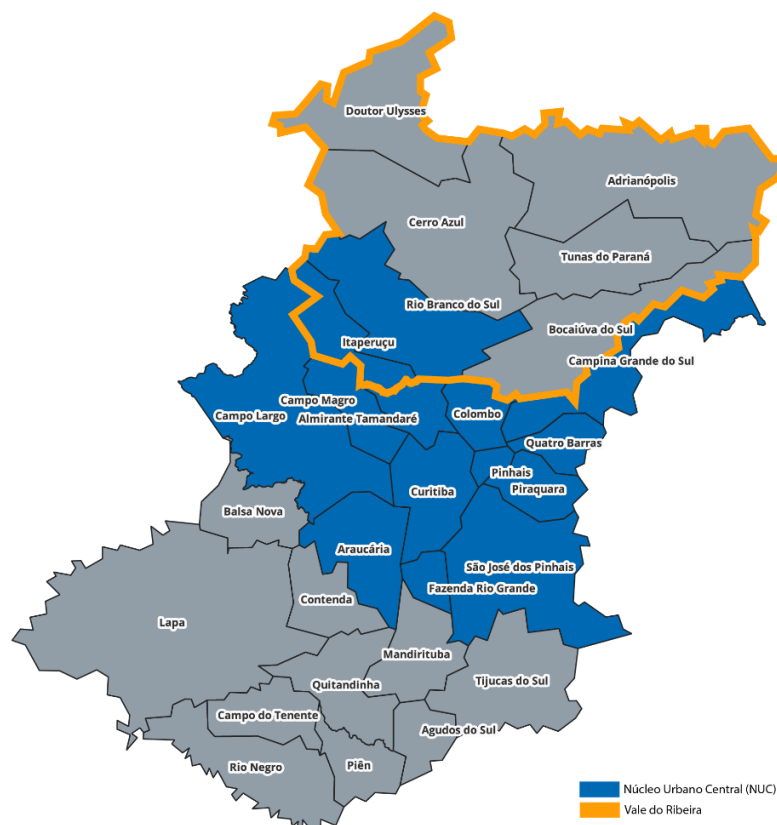 Doutor Ulysses
Adrianópolis
Cerro Azul
Tunas do Paraná
Rio Branco do Sul
Bocaiúva do Sul
Itaperuçu
Campina Grande do Sul
Campo Magro
Campo Largo
Almirante Tamandaré
Colombo
Quatro Barras
Pinhais
Curitiba
Piraquara
Balsa Nova
Araucária
São José dos Pinhais
Fazenda Rio Grande
Contenda
Lapa
Mandirituba
Tijucas do Sul
Quitandinha
Campo do Tenente
Agudos do Sul
Rio Negro
Piên
Núcleo Urbano Central (NUC)
Vale do Ribeira